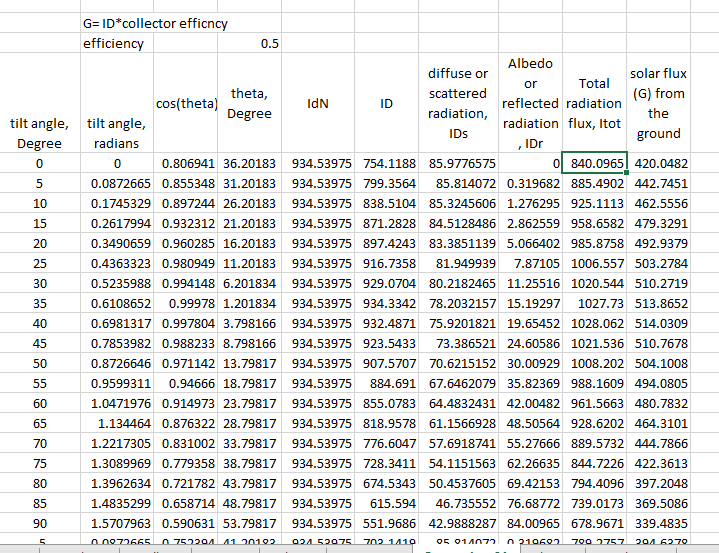 G= ID*collector efficncy
efficiency 0.5
tilt angle, Degree tilt angle, radians cos(theta) theta, Degree IdN ID diffuse or scattered radiation, IDs Albedo or reflected radiation , IDr Total radiation flux, Itot solar flux (G) from the ground
0 0 0.806941 36.20183 934.53975 754.1188 85.9776575 0 840.0965 420.0482
5 0.0872665 0.855348 31.20183 934.53975 799.3564 85.814072 0.319682 885.4902 442.7451
10 0.1745329 0.897244 26.20183 934.53975 838.5104 85.3245606 1.276295 925.1113 462.5556
15 0.2617994 0.932312 21.20183 934.53975 871.2828 84.5128486 2.862559 958.6582 479.3291
20 0.3490659 0.960285 16.20183 934.53975 897.4243 83.3851139 5.066402 985.8758 492.9379
25 0.4363323 0.980949 11.20183 934.53975 916.7358 81.949939 7.87105 1006.557 503.2784
30 0.5235988 0.994148 6.201834 934.53975 929.0704 80.2182465 11.25516 1020.544 510.2719
35 0.6108652 0.99978 1.201834 934.53975 934.3342 78.2032157 15.19297 1027.73 513.8652
40 0.6981317 0.997804 3.798166 934.53975 932.4871 75.9201821 19.65452 1028.062 514.0309
45 0.7853982 0.988233 8.798166 934.53975 923.5433 73.386521 24.60586 1021.536 510.7678
50 0.8726646 0.971142 13.79817 934.53975 907.5707 70.6215152 30.00929 1008.202 504.1008
55 0.9599311 0.94666 18.79817 934.53975 884.691 67.6462079 35.82369 988.1609 494.0805
60 1.0471976 0.914973 23.79817 934.53975 855.0783 64.4832431 42.00482 961.5663 480.7832
65 1.134464 0.876322 28.79817 934.53975 818.9578 61.1566928 48.50564 928.6202 464.3101
70 1.2217305 0.831002 33.79817 934.53975 776.6047 57.6918741 55.27666 889.5732 444.7866
75 1.3089969 0.779358 38.79817 934.53975 728.3411 54.1151563 62.26635 844.7226 422.3613
80 1.3962634 0.721782 43.79817 934.53975 674.5343 50.4537605 69.42153 794.4096 397.2048
85 1.4835299 0.658714 48.79817 934.53975 615.594 46.735552 76.68772 739.0173 369.5086
90 1.5707963 0.590631 53.79817 934.53975 551.9686 42.9888287 84.00965 678.9671 339.4835
5 0.0872665 0.752394 41.20183 934.53975 703.1419 85.814072 0.319682